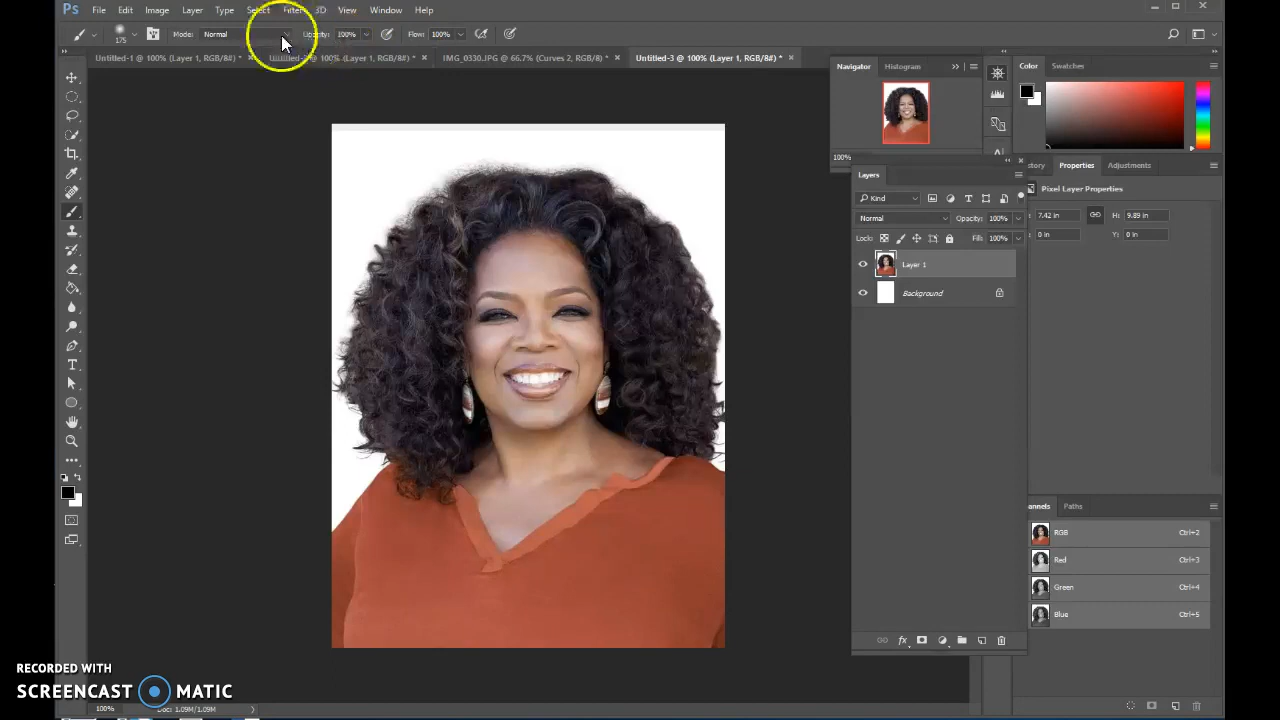 Ps File Edit Image Layer Type Select Filter 3D View Window Help
175 Mode: Normal Opacity: 100% Flow: 100%
Untitled-1 @ 100% (Layer 1, RGB/8#) * Untitled-2 @ 100% (Layer 1, RGB/8#) * IMG_0330.JPG @ 66.7% (Curves 2, RGB/8) * Untitled-3 @ 100% (Layer 1, RGB/8#) *
Navigator Histogram
Color Swatches
100%
Layers
tory Properties Adjustments
Pixel Layer Properties
Kind
7.42 in H: 9.89 in
Normal Opacity: 100%
0 in Y: 0 in
Lock: Fill: 100%
Layer 1
Background
annels Paths
RGB Ctrl+2
Red Ctrl+3
Green Ctrl+4
Blue Ctrl+5
fx
RECORDED WITH
SCREENCAST MATIC
100% Doc: 1.09M/1.09M